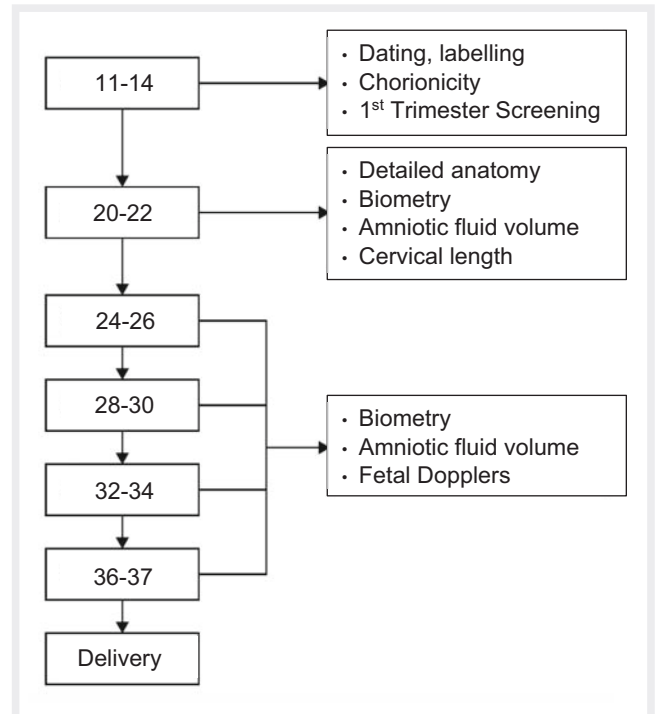 11-14
• Dating, labelling
• Chorionicity
• 1st Trimester Screening
20-22
• Detailed anatomy
• Biometry
• Amniotic fluid volume
• Cervical length
24-26
28-30
• Biometry
• Amniotic fluid volume
• Fetal Dopplers
32-34
36-37
Delivery